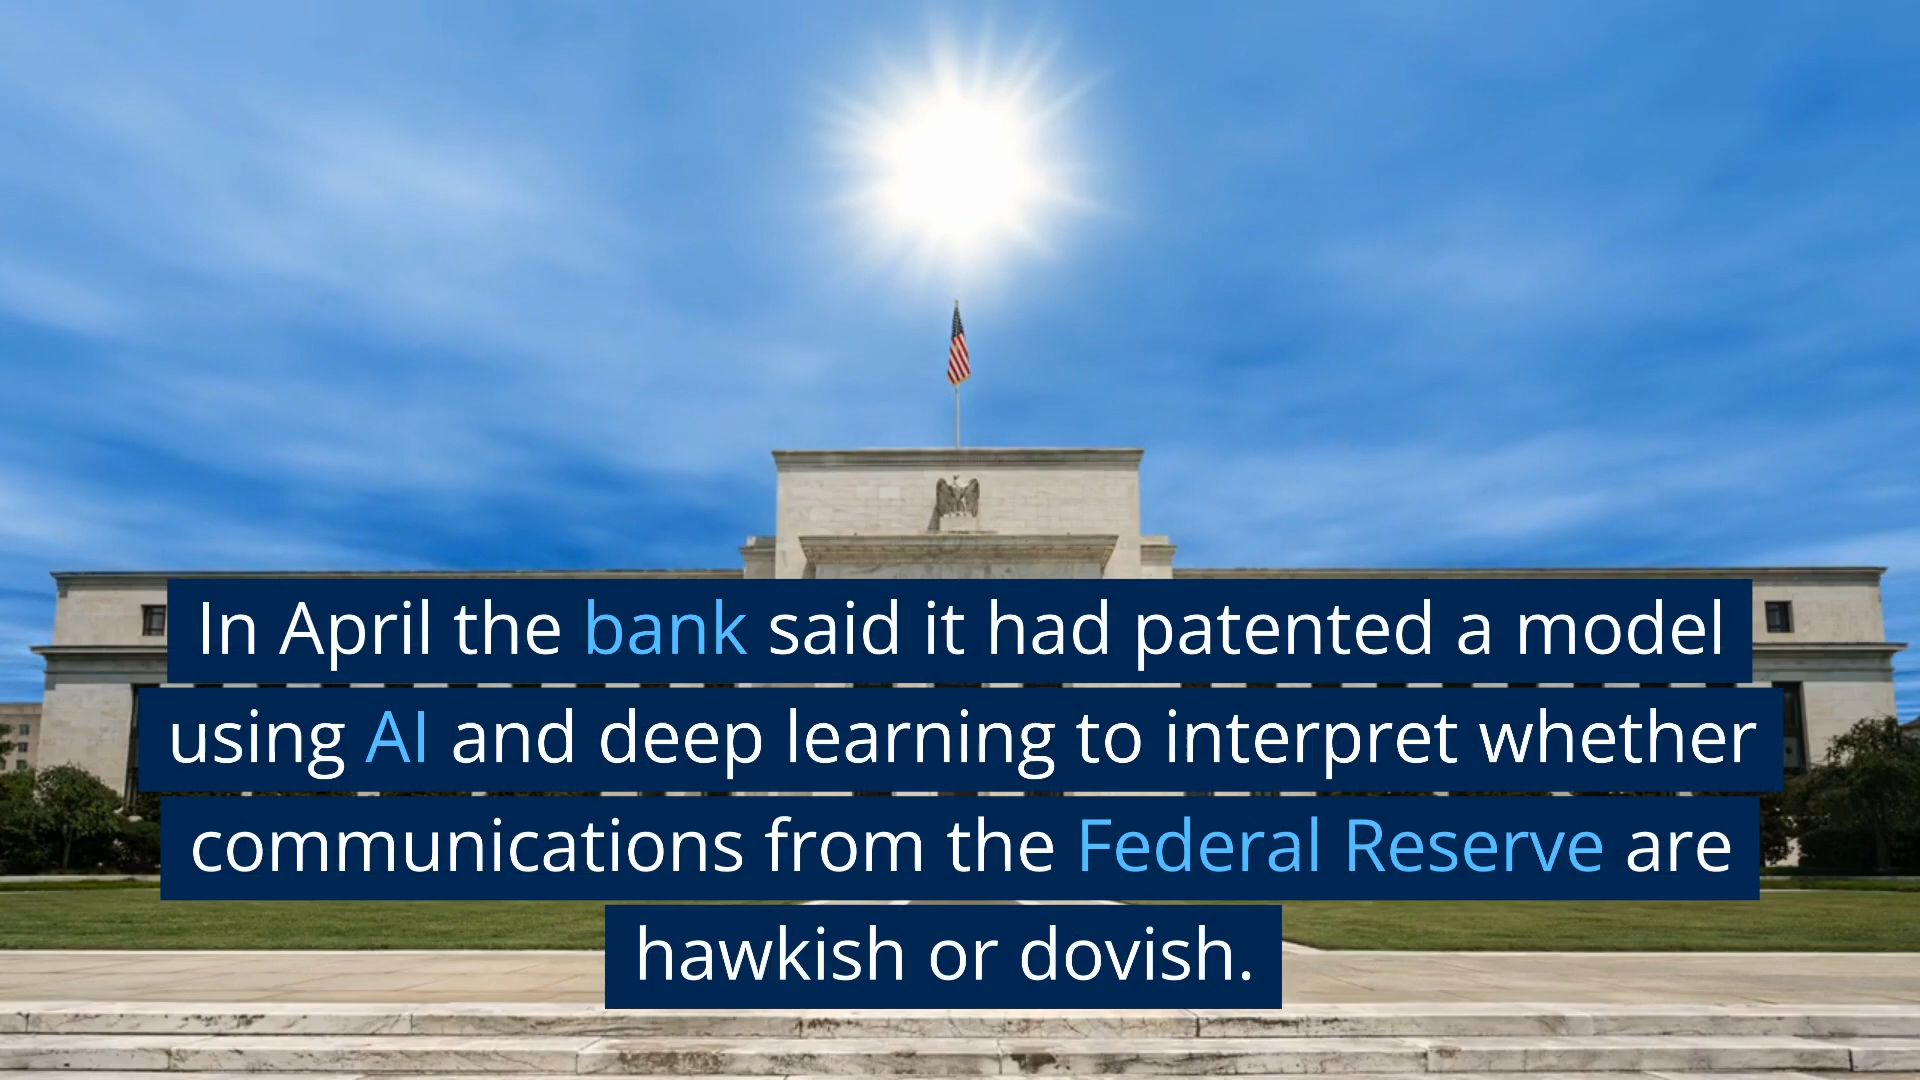 In April the bank said it had patented a model
using AI and deep learning to interpret whether
communications from the Federal Reserve are
hawkish or dovish.